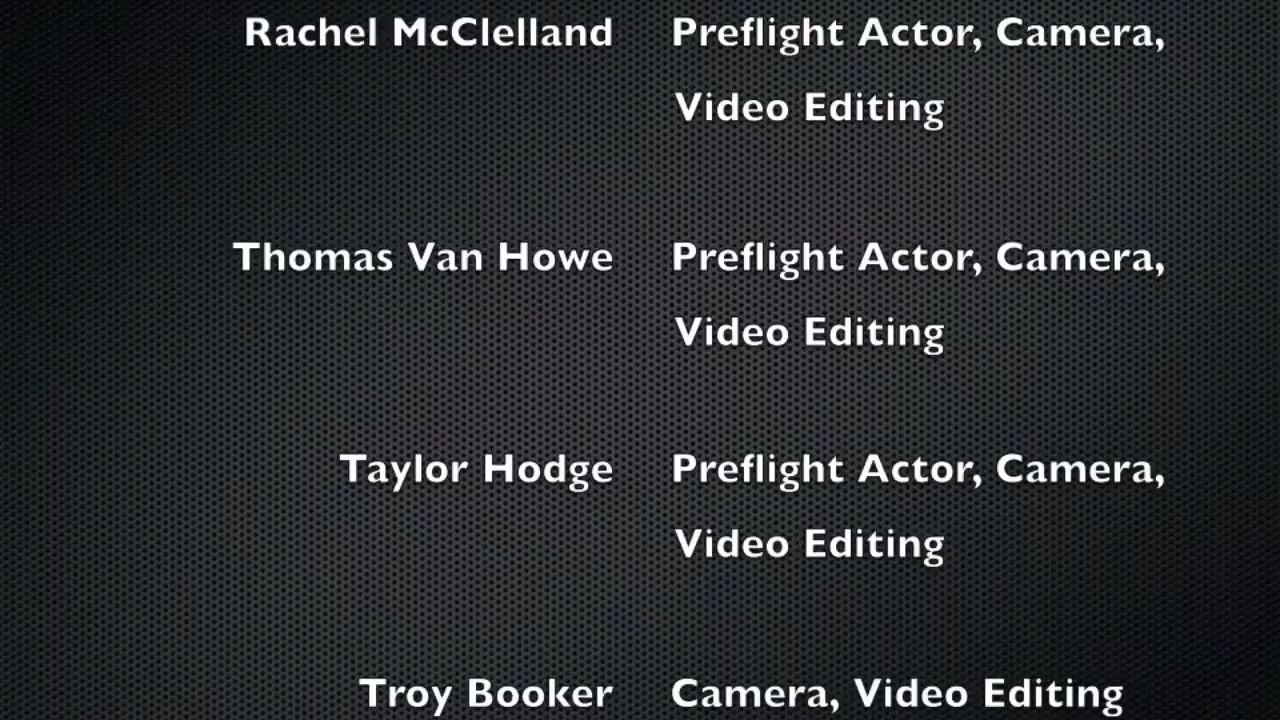 Rachel McClelland Preflight Actor, Camera,
Video Editing
Thomas Van Howe Preflight Actor, Camera,
Video Editing
Taylor Hodge Preflight Actor, Camera,
Video Editing
Troy Booker Camera, Video Editing